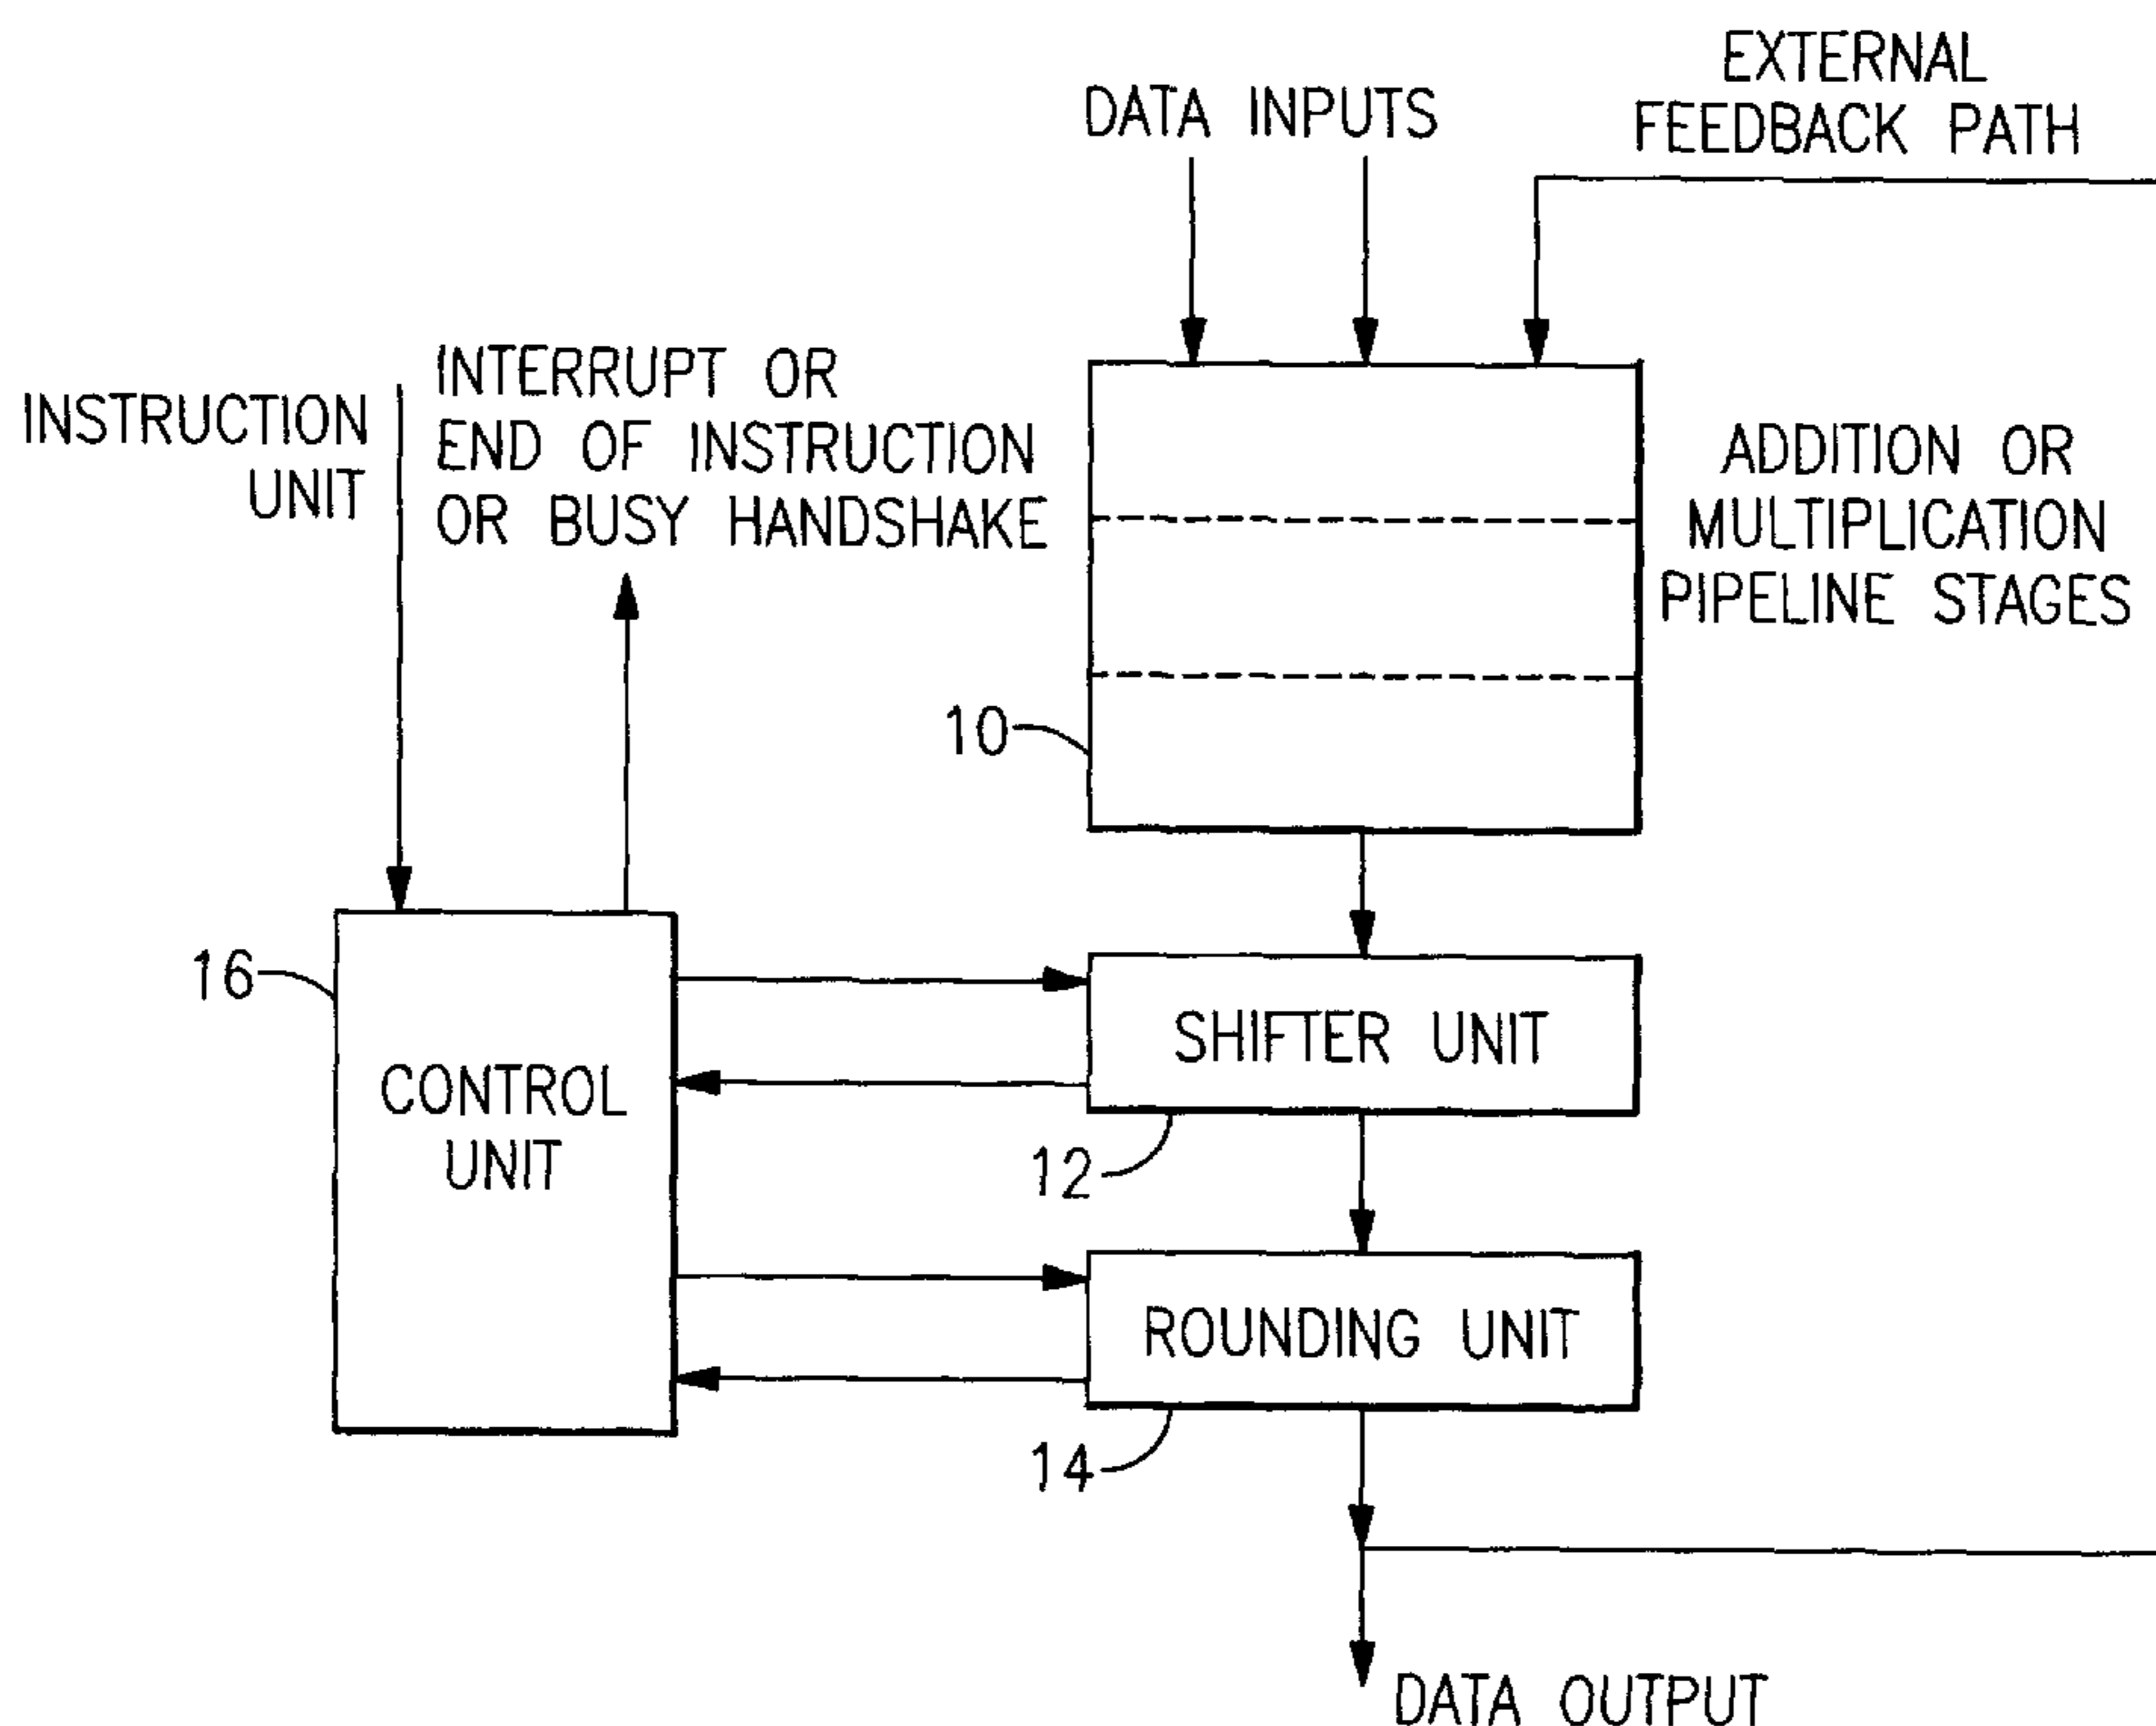 EXTERNAL
FEEDBACK PATH
DATA INPUTS
INSTRUCTION
UNIT
INTERRUPT OR
END OF INSTRUCTION
OR BUSY HANDSHAKE
ADDITION OR
MULTIPLICATION
PIPELINE STAGES
10
16
CONTROL
UNIT
SHIFTER UNIT
12
ROUNDING UNIT
14
DATA OUTPUT